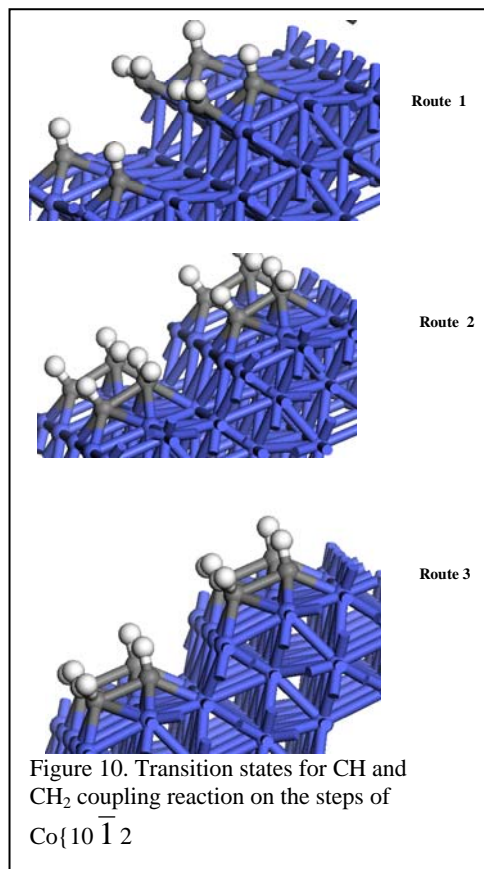 Route 1
Route 2
Route 3
Figure 10. Transition states for CH and
CH₂ coupling reaction on the steps of
Co{10 1̅ 2